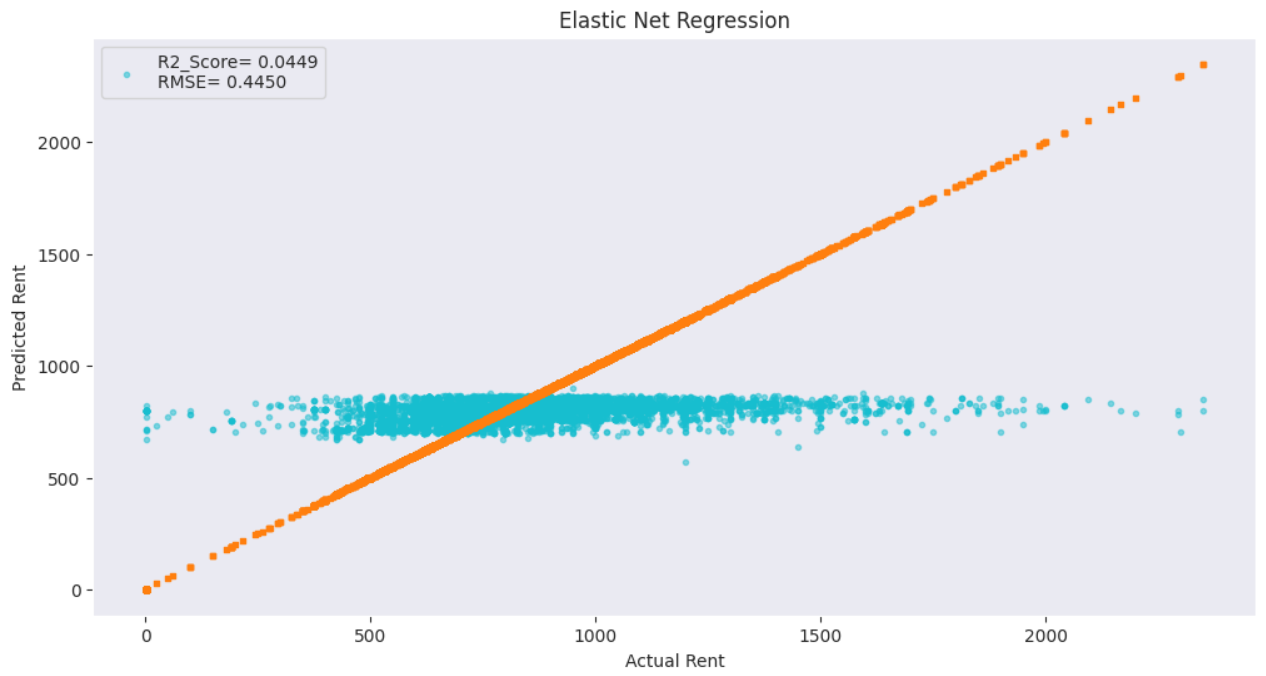 Elastic Net Regression
R2_Score= 0.0449
RMSE= 0.4450
Predicted Rent
2000
1500
1000
500
0
0 500 1000 1500 2000
Actual Rent